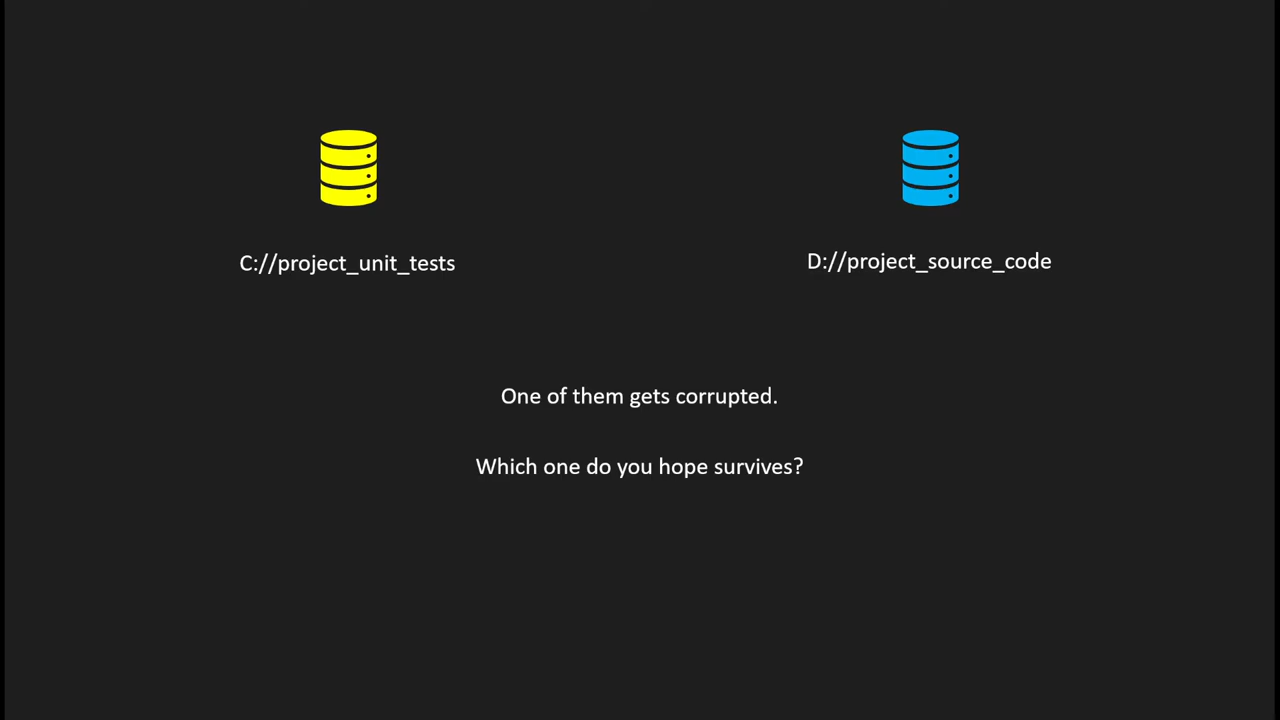 C://project_unit_tests
D://project_source_code
One of them gets corrupted.
Which one do you hope survives?